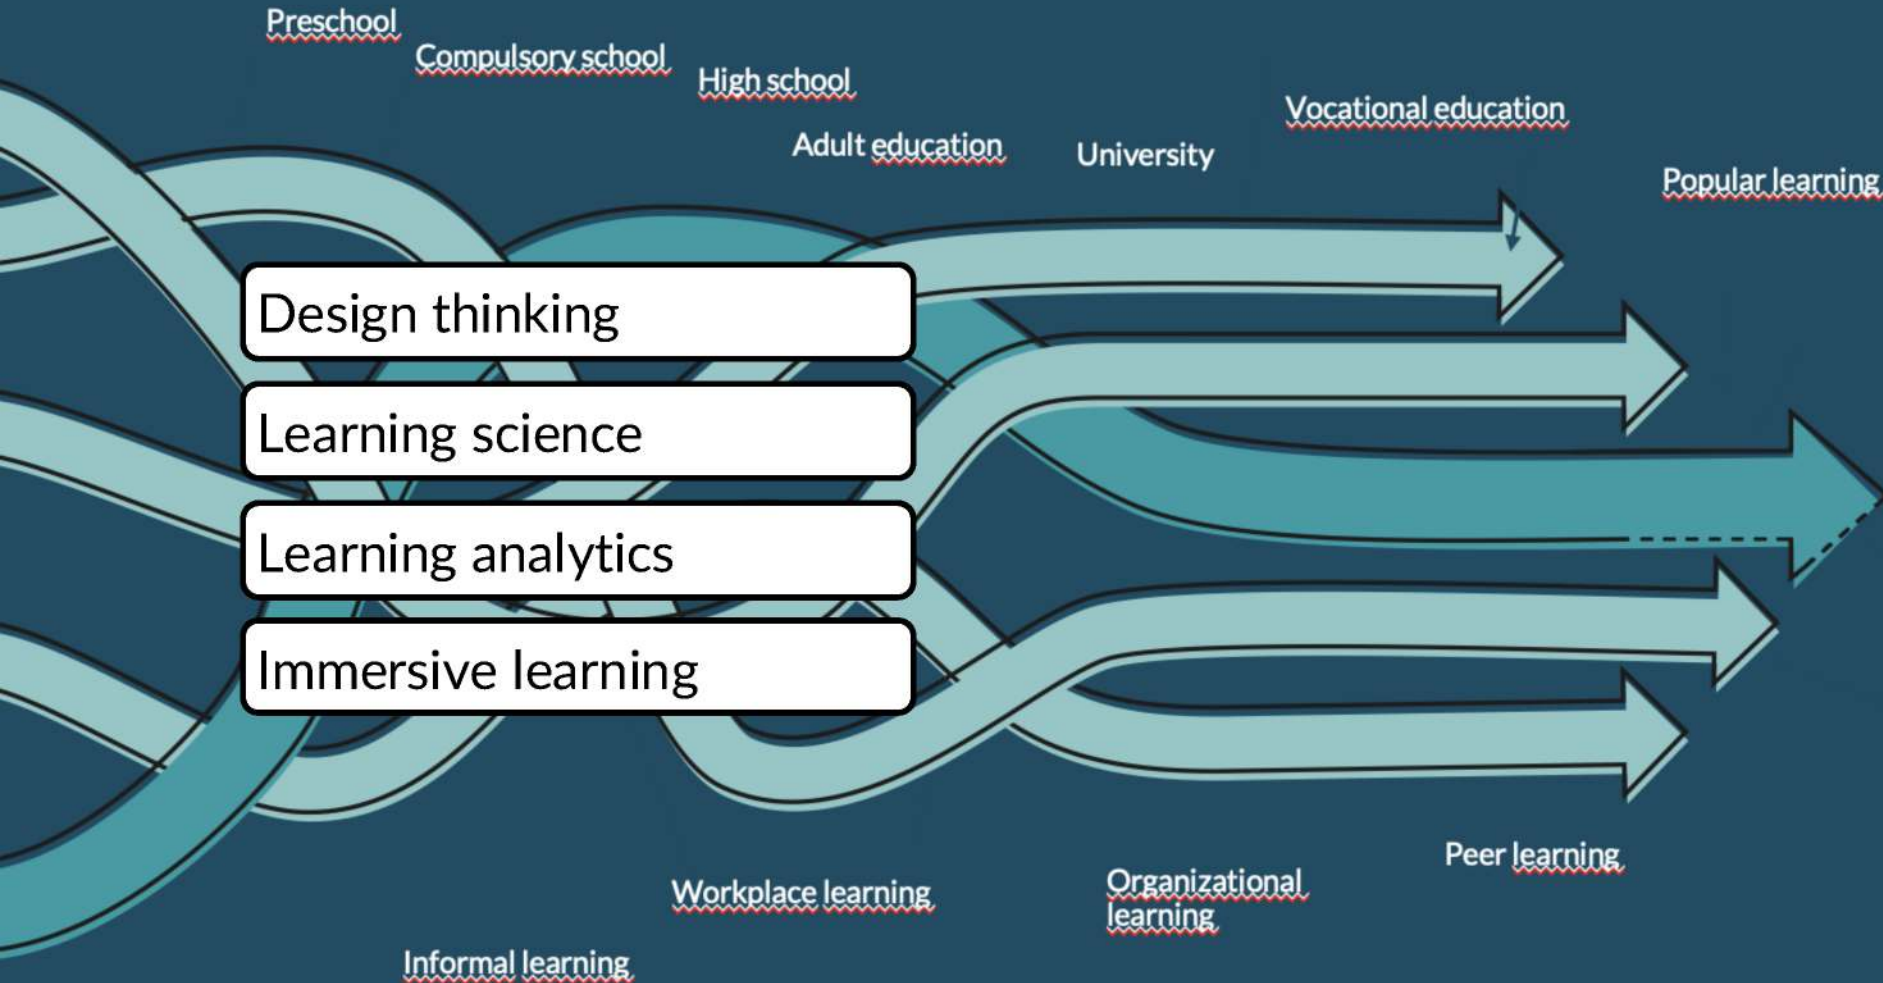 Preschool
Compulsory school
High school
Vocational education
Adult education
University
Popular learning
Design thinking
Learning science
Learning analytics
Immersive learning
Peer learning
Workplace learning
Organizational
learning
Informal learning